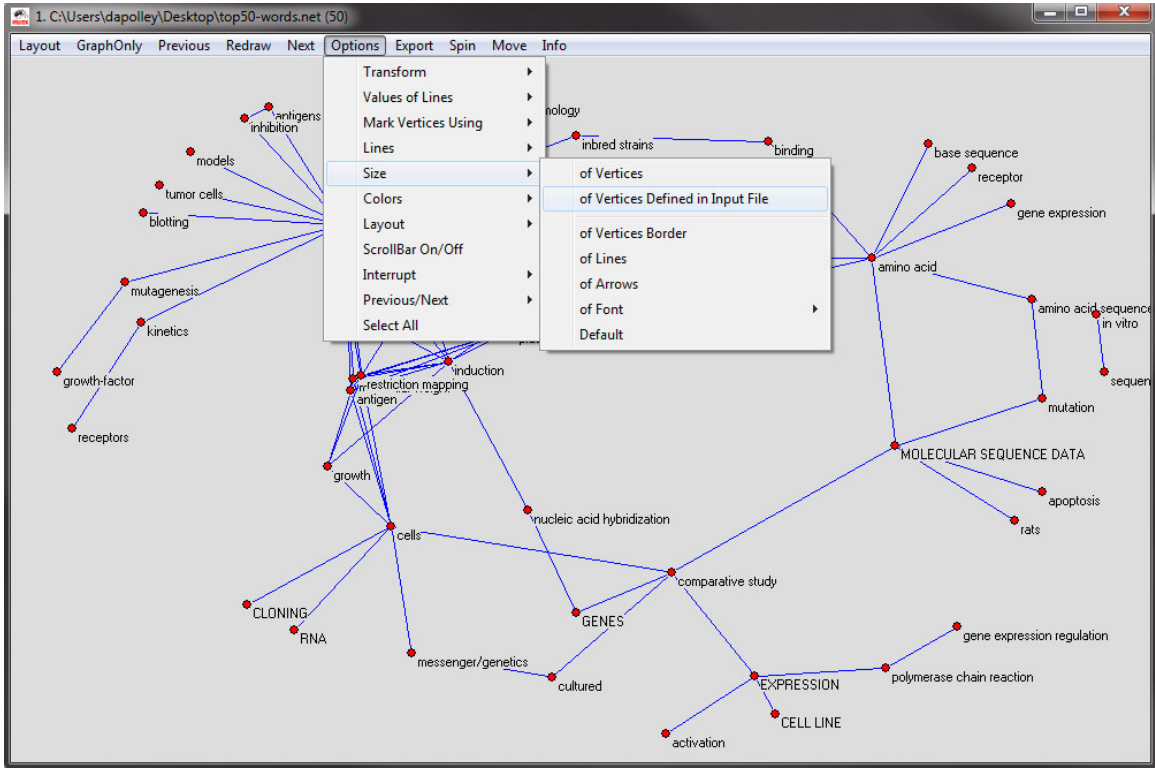 1. C:\Users\dapolley\Desktop\top50-words.net (50)
Layout GraphOnly Previous Redraw Next Options Export Spin Move Info
Transform
Values of Lines
Mark Vertices Using
Lines
Size
Colors
Layout
ScrollBar On/Off
Interrupt
Previous/Next
Select All
of Vertices
of Vertices Defined in Input File
of Vertices Border
of Lines
of Arrows
of Font
Default
antigens
inhibition
models
tumor cells
blotting
mutagenesis
kinetics
growth-factor
receptors
inbred strains
binding
base sequence
receptor
gene expression
amino acid
amino acid sequence
in vitro
sequen
mutation
induction
restriction mapping
antigen
growth
MOLECULAR SEQUENCE DATA
apoptosis
rats
nucleic acid hybridization
cells
comparative study
CLONING
RNA
GENES
messenger/genetics
cultured
gene expression regulation
polymerase chain reaction
EXPRESSION
CELL LINE
activation